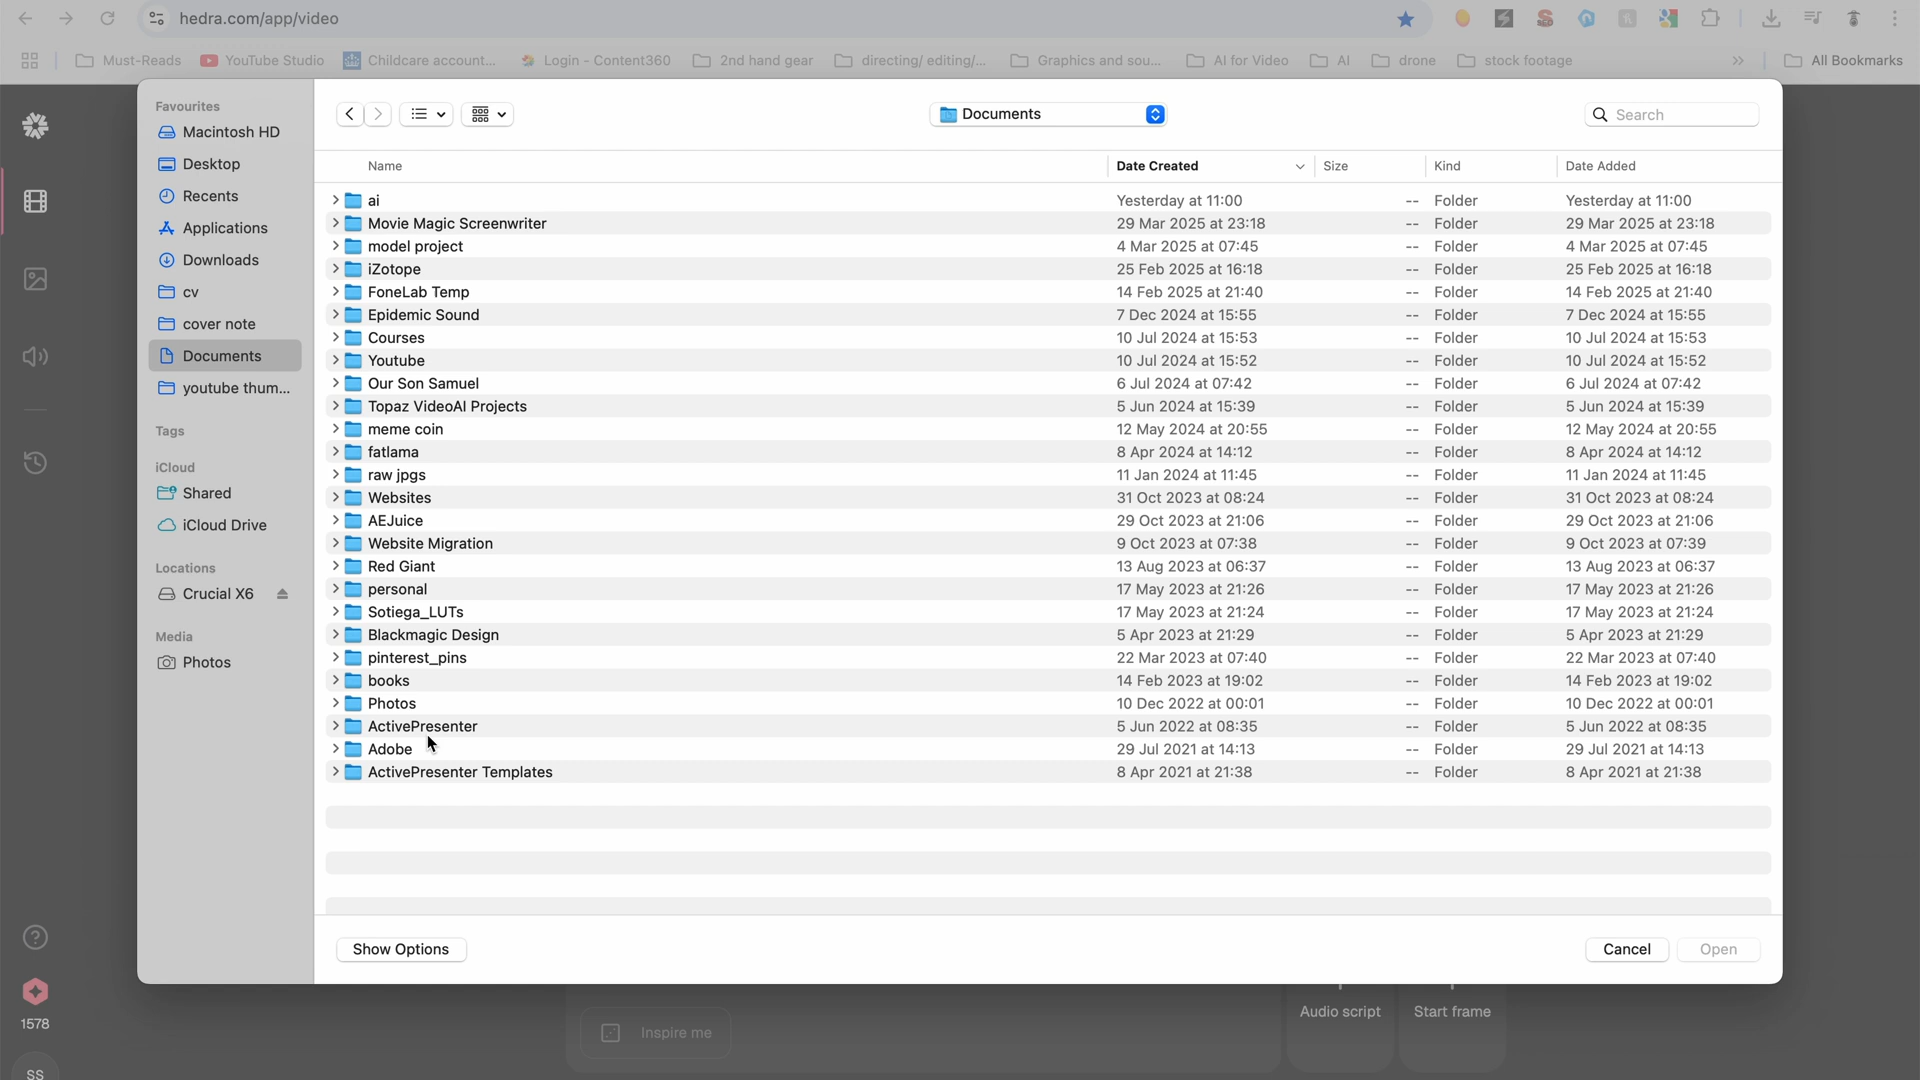 hedra.com/app/video
Must-Reads YouTube Studio Childcare account... Login - Content360 2nd hand gear directing/ editing/... Graphics and sou... AI for Video AI drone stock footage » All Bookmarks
Favourites
Macintosh HD
Desktop
Recents
Applications
Downloads
cv
cover note
Documents
youtube thum...
Tags
iCloud
Shared
iCloud Drive
Locations
Crucial X6
Media
Photos
Documents
Search
Name Date Created Size Kind Date Added
ai Yesterday at 11:00 -- Folder Yesterday at 11:00
Movie Magic Screenwriter 29 Mar 2025 at 23:18 -- Folder 29 Mar 2025 at 23:18
model project 4 Mar 2025 at 07:45 -- Folder 4 Mar 2025 at 07:45
iZotope 25 Feb 2025 at 16:18 -- Folder 25 Feb 2025 at 16:18
FoneLab Temp 14 Feb 2025 at 21:40 -- Folder 14 Feb 2025 at 21:40
Epidemic Sound 7 Dec 2024 at 15:55 -- Folder 7 Dec 2024 at 15:55
Courses 10 Jul 2024 at 15:53 -- Folder 10 Jul 2024 at 15:53
Youtube 10 Jul 2024 at 15:52 -- Folder 10 Jul 2024 at 15:52
Our Son Samuel 6 Jul 2024 at 07:42 -- Folder 6 Jul 2024 at 07:42
Topaz VideoAI Projects 5 Jun 2024 at 15:39 -- Folder 5 Jun 2024 at 15:39
meme coin 12 May 2024 at 20:55 -- Folder 12 May 2024 at 20:55
fatlama 8 Apr 2024 at 14:12 -- Folder 8 Apr 2024 at 14:12
raw jpgs 11 Jan 2024 at 11:45 -- Folder 11 Jan 2024 at 11:45
Websites 31 Oct 2023 at 08:24 -- Folder 31 Oct 2023 at 08:24
AEJuice 29 Oct 2023 at 21:06 -- Folder 29 Oct 2023 at 21:06
Website Migration 9 Oct 2023 at 07:38 -- Folder 9 Oct 2023 at 07:39
Red Giant 13 Aug 2023 at 06:37 -- Folder 13 Aug 2023 at 06:37
personal 17 May 2023 at 21:26 -- Folder 17 May 2023 at 21:26
Sotiega_LUTs 17 May 2023 at 21:24 -- Folder 17 May 2023 at 21:24
Blackmagic Design 5 Apr 2023 at 21:29 -- Folder 5 Apr 2023 at 21:29
pinterest_pins 22 Mar 2023 at 07:40 -- Folder 22 Mar 2023 at 07:40
books 14 Feb 2023 at 19:02 -- Folder 14 Feb 2023 at 19:02
Photos 10 Dec 2022 at 00:01 -- Folder 10 Dec 2022 at 00:01
ActivePresenter 5 Jun 2022 at 08:35 -- Folder 5 Jun 2022 at 08:35
Adobe 29 Jul 2021 at 14:13 -- Folder 29 Jul 2021 at 14:13
ActivePresenter Templates 8 Apr 2021 at 21:38 -- Folder 8 Apr 2021 at 21:38
Show Options Cancel Open
1578
SS
Inspire me
Audio script Start frame